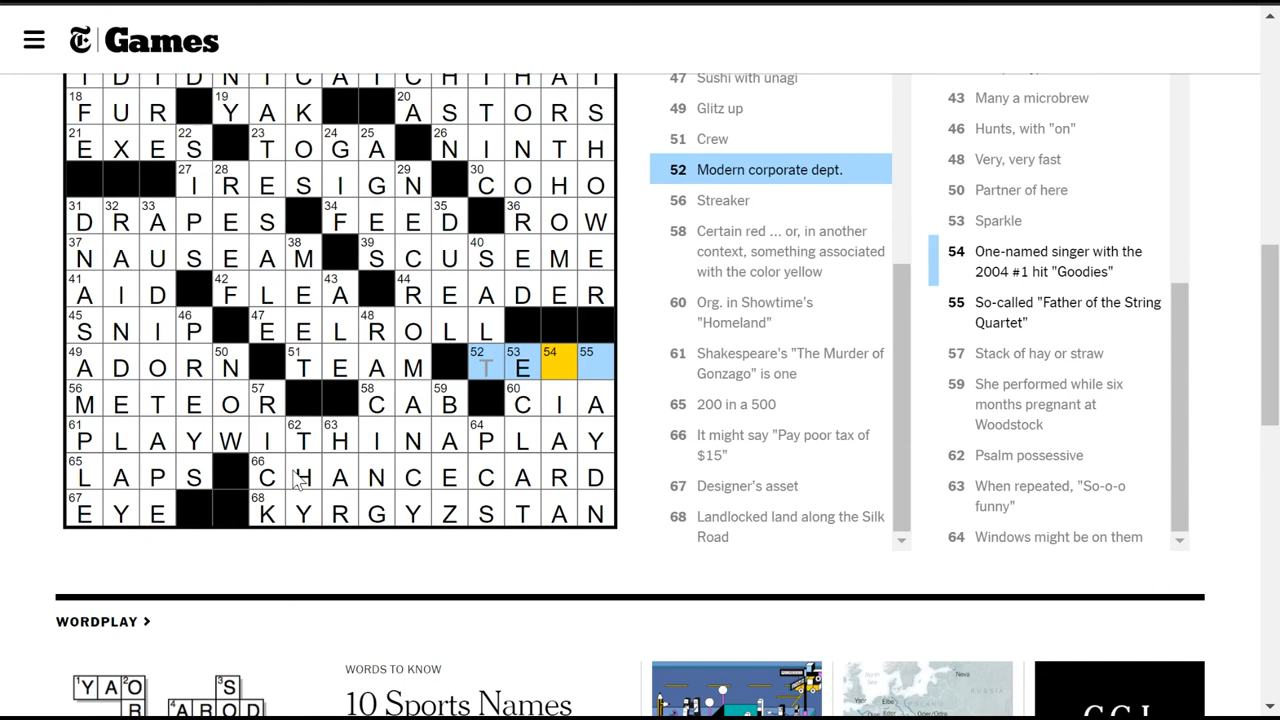 Games
I D I D N T C A T C H T H A T
18 19 20
F U R Y A K A S T O R S
21 22 23 24 25 26
E X E S T O G A N I N T H
27 28 29 30
I R E S I G N C O H O
31 32 33 34 35 36
D R A P E S F E E D R O W
37 38 39 40
N A U S E A M S C U S E M E
41 42 43 44
A I D F L E A R E A D E R
45 46 47 48
S N I P E E L R O L L
49 50 51 52 53 54 55
A D O R N T E A M T E
56 57 58 59 60
M E T E O R C A B C I A
61 62 63 64
P L A Y W I T H I N A P L A Y
65 66
L A P S C H A N C E C A R D
67 68
E Y E K Y R G Y Z S T A N
47 Sushi with unagi
49 Glitz up
51 Crew
52 Modern corporate dept.
56 Streaker
58 Certain red ... or, in another
context, something associated
with the color yellow
60 Org. in Showtime's
"Homeland"
61 Shakespeare's "The Murder of
Gonzago" is one
65 200 in a 500
66 It might say "Pay poor tax of
$15"
67 Designer's asset
68 Landlocked land along the Silk
Road
43 Many a microbrew
46 Hunts, with "on"
48 Very, very fast
50 Partner of here
53 Sparkle
54 One-named singer with the
2004 #1 hit "Goodies"
55 So-called "Father of the String
Quartet"
57 Stack of hay or straw
59 She performed while six
months pregnant at
Woodstock
62 Psalm possessive
63 When repeated, "So-o-o
funny"
64 Windows might be on them
WORDPLAY >
1 Y A 2 O
R
3 S
4 A R O D
WORDS TO KNOW
10 Sports Names
Neva
RUSSIA
POLAND